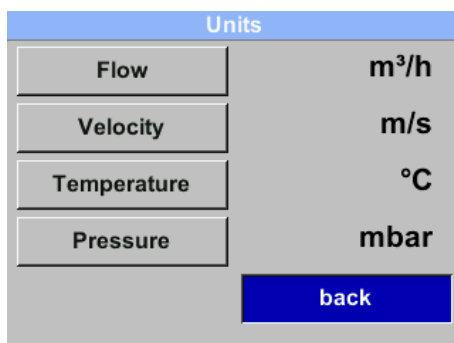 Units
Flow m³/h
Velocity m/s
Temperature °C
Pressure mbar
back